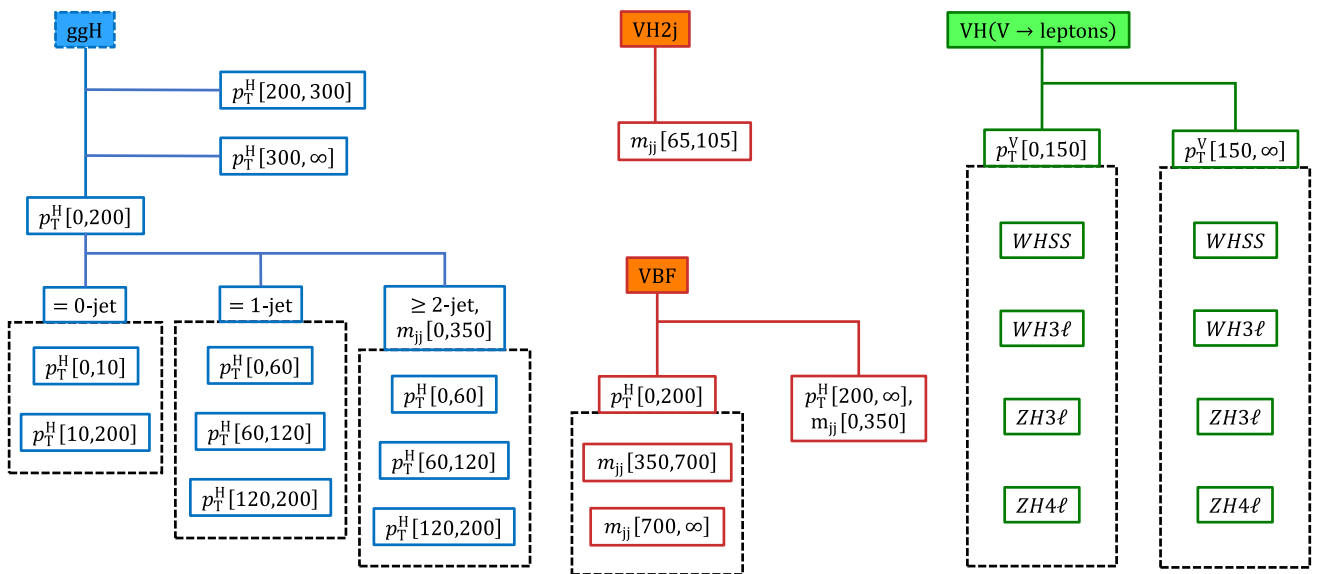 ggH
p_T^H[200, 300]
p_T^H[300, ∞]
p_T^H[0,200]
= 0-jet
p_T^H[0,10]
p_T^H[10,200]
= 1-jet
p_T^H[0,60]
p_T^H[60,120]
p_T^H[120,200]
≥ 2-jet,
m_jj[0,350]
p_T^H[0,60]
p_T^H[60,120]
p_T^H[120,200]
VH2j
m_jj[65,105]
VBF
p_T^H[0,200]
m_jj[350,700]
m_jj[700, ∞]
p_T^H[200, ∞],
m_jj[0,350]
VH(V → leptons)
p_T^V[0,150]
WHSS
WH3ℓ
ZH3ℓ
ZH4ℓ
p_T^V[150, ∞]
WHSS
WH3ℓ
ZH3ℓ
ZH4ℓ